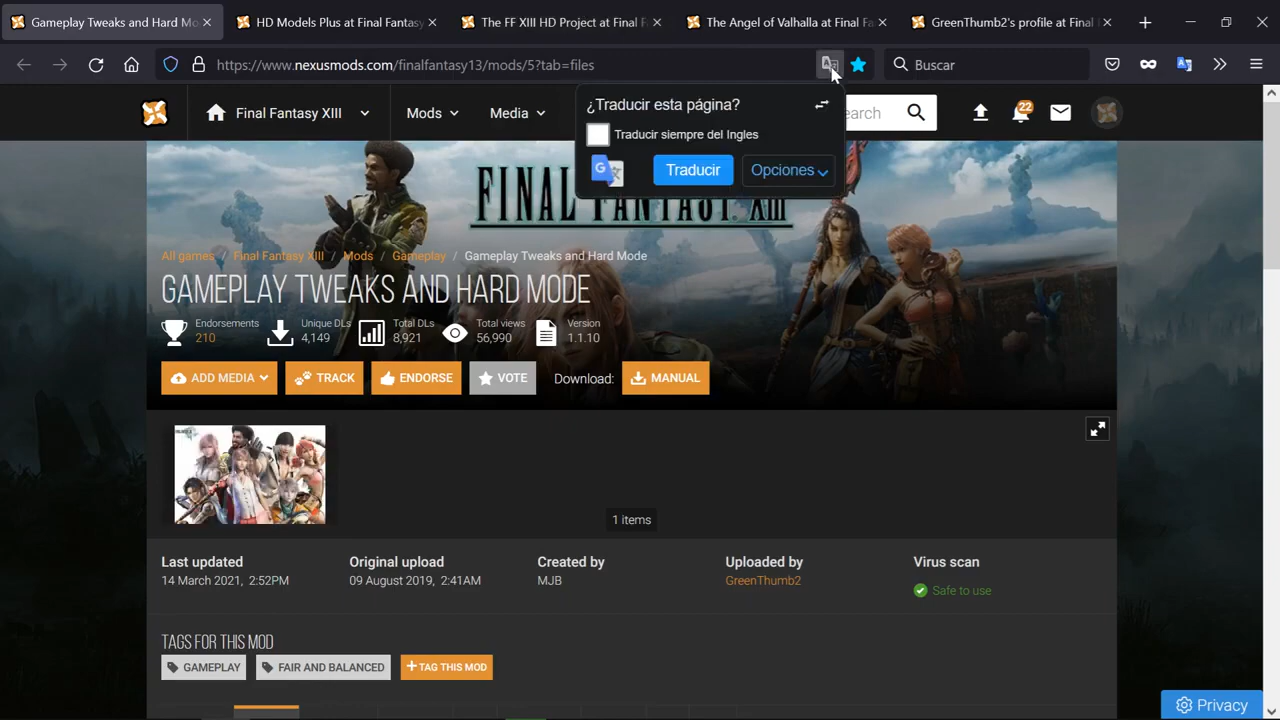 Gameplay Tweaks and Hard Mo
HD Models Plus at Final Fantasy
The FF XIII HD Project at Final F
The Angel of Valhalla at Final Fa
GreenThumb2's profile at Final
https://www.nexusmods.com/finalfantasy13/mods/5?tab=files
Buscar
¿Traducir esta página?
Traducir siempre del Ingles
Traducir
Opciones
Final Fantasy XIII
Mods
Media
earch
22
FINAL FANTASY XIII
All games / Final Fantasy XIII / Mods / Gameplay / Gameplay Tweaks and Hard Mode
GAMEPLAY TWEAKS AND HARD MODE
Endorsements
210
Unique DLs
4,149
Total DLs
8,921
Total views
56,990
Version
1.1.10
ADD MEDIA
TRACK
ENDORSE
VOTE
Download:
MANUAL
1 items
Last updated
14 March 2021, 2:52PM
Original upload
09 August 2019, 2:41AM
Created by
MJB
Uploaded by
GreenThumb2
Virus scan
Safe to use
TAGS FOR THIS MOD
GAMEPLAY
FAIR AND BALANCED
+ TAG THIS MOD
Privacy